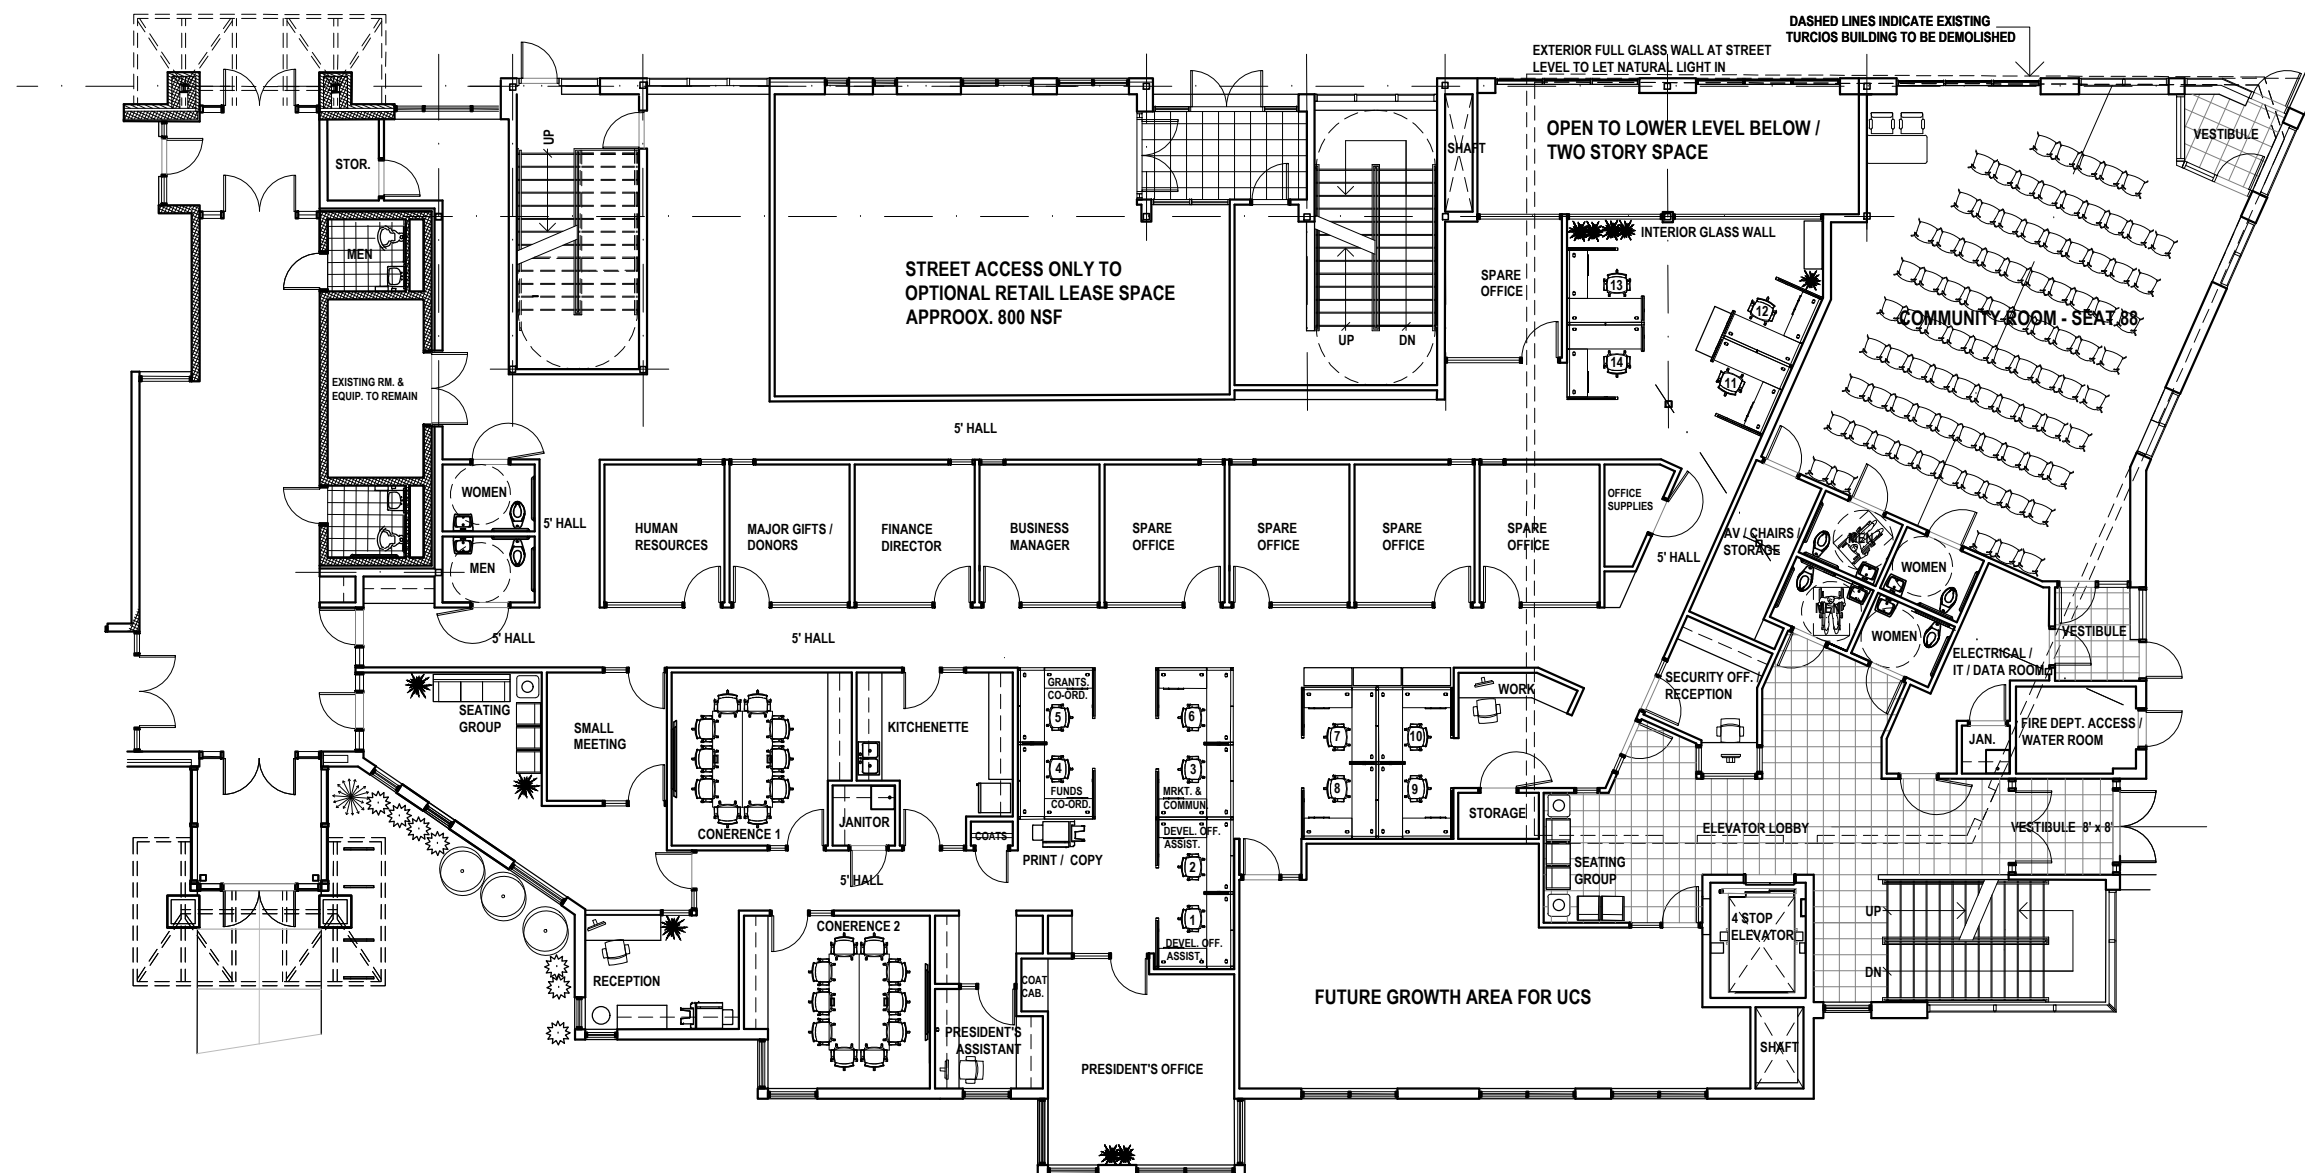 DASHED LINES INDICATE EXISTING
TURCIOS BUILDING TO BE DEMOLISHED
EXTERIOR FULL GLASS WALL AT STREET
LEVEL TO LET NATURAL LIGHT IN
UP
STOR.
SHAFT
OPEN TO LOWER LEVEL BELOW /
TWO STORY SPACE
VESTIBULE
MEN
INTERIOR GLASS WALL
STREET ACCESS ONLY TO
OPTIONAL RETAIL LEASE SPACE
APPROOX. 800 NSF
SPARE
OFFICE
13
12
14
11
COMMUNITY ROOM - SEAT 88
UP
DN
EXISTING RM. &
EQUIP. TO REMAIN
5' HALL
WOMEN
5' HALL
MEN
HUMAN
RESOURCES
MAJOR GIFTS /
DONORS
FINANCE
DIRECTOR
BUSINESS
MANAGER
SPARE
OFFICE
SPARE
OFFICE
SPARE
OFFICE
SPARE
OFFICE
OFFICE
SUPPLIES
5' HALL
AV / CHAIRS /
STORAGE
MEN
WOMEN
MEN
WOMEN
VESTIBULE
5' HALL
5' HALL
ELECTRICAL /
IT / DATA ROOM
SECURITY OFF. /
RECEPTION
SEATING
GROUP
SMALL
MEETING
KITCHENETTE
GRANTS.
CO-ORD.
5
6
7
10
WORK
4
3
8
9
FUNDS
CO-ORD.
MRKT. &
COMMUN.
JAN.
FIRE DEPT. ACCESS /
WATER ROOM
CONERENCE 1
JANITOR
COATS
PRINT / COPY
DEVEL. OFF.
ASSIST.
2
1
DEVEL. OFF.
ASSIST.
STORAGE
ELEVATOR LOBBY
VESTIBULE 8' x 8'
5' HALL
SEATING
GROUP
4 STOP
ELEVATOR
UP
DN
CONERENCE 2
RECEPTION
COAT
CAB.
PRESIDENT'S
ASSISTANT
PRESIDENT'S OFFICE
FUTURE GROWTH AREA FOR UCS
SHAFT